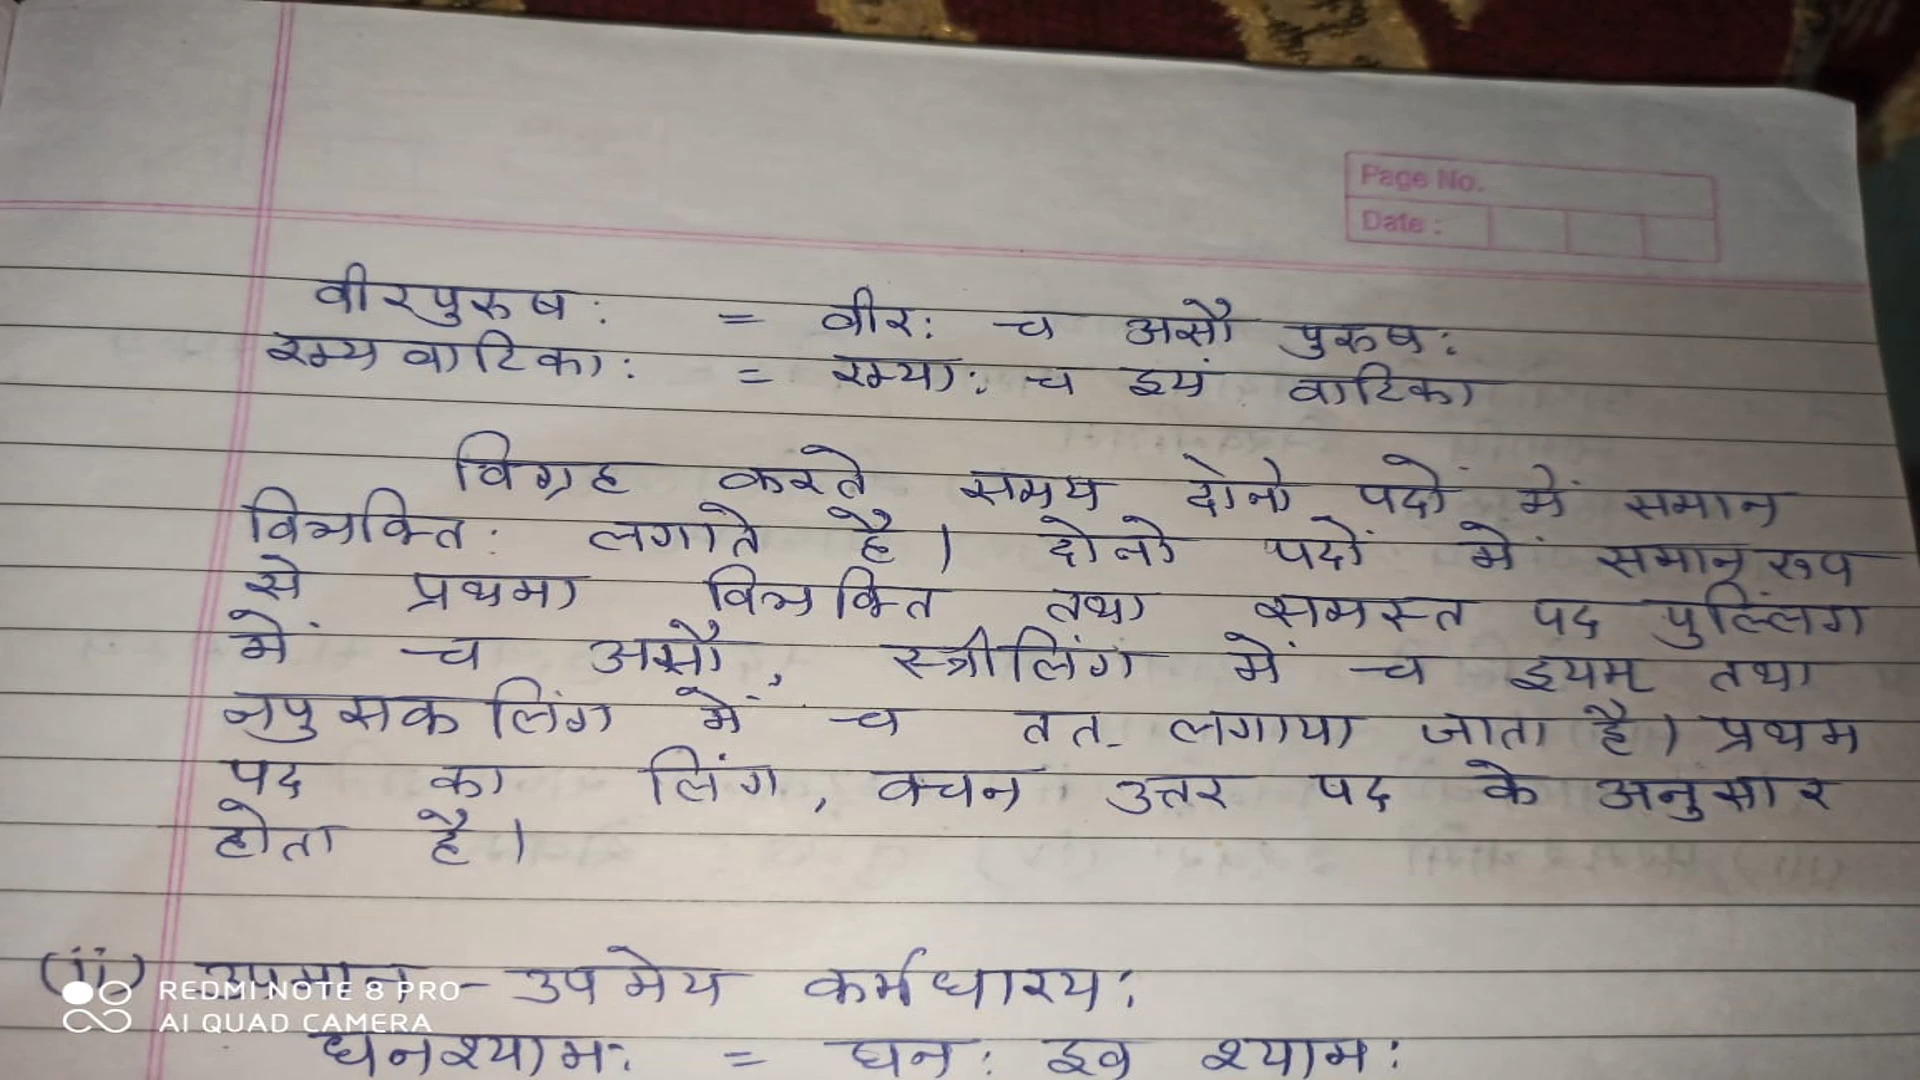 Page No.
Date :
वीरपुरुष: = वीर: च असौ पुरुष:
रम्यवाटिका: = रम्या: च इयं वाटिका
विग्रह करते समय दोनो पदों में समान
विभक्ति: लगाते है। दोनो पदों में समान रुप
से प्रथमा विभक्ति तथा समस्त पद पुल्लिंग
में च असौ, स्त्रीलिंग में च इयम् तथा
नपुसकलिंग में च तत् लगाया जाता है। प्रथम
पद का लिंग, वचन उत्तर पद के अनुसार
होता है।
(ii) उपमान - उपमेय कर्मधारय:
घनश्याम: = घन: इव श्याम:
REDMI NOTE 8 PRO
AI QUAD CAMERA